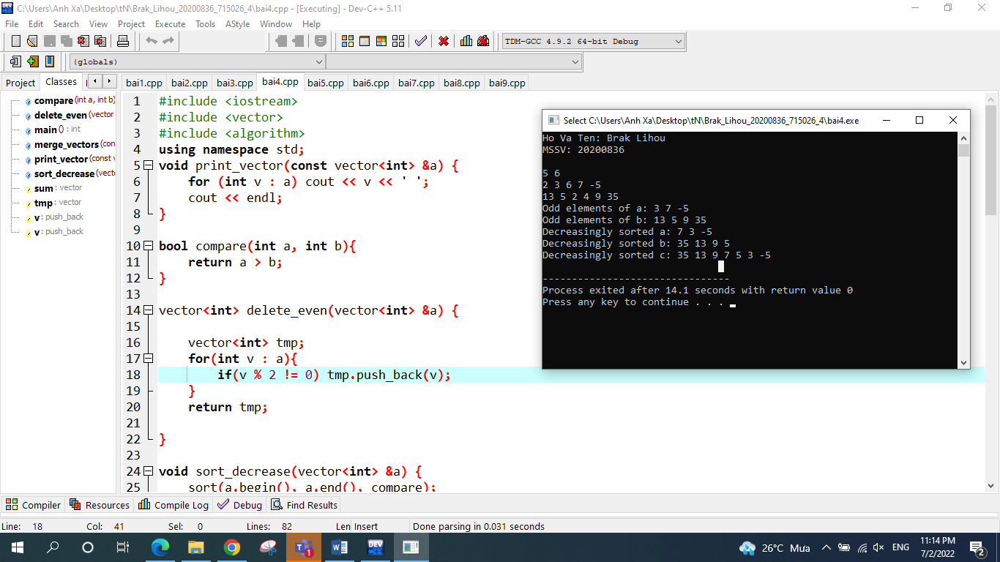 C:\Users\Anh Xa\Desktop\tN\Brak_Lihou_20200836_715026_4\bai4.cpp - [Executing] - Dev-C++ 5.11
File Edit Search View Project Execute Tools AStyle Window Help
TDM-GCC 4.9.2 64-bit Debug
(globals)
Project Classes
bai1.cpp bai2.cpp bai3.cpp bai4.cpp bai5.cpp bai6.cpp bai7.cpp bai8.cpp bai9.cpp
compare (int a, int b)
delete_even (vector
main () : int
merge_vectors (con
print_vector (const v
sort_decrease (vecto
sum : vector
tmp : vector
v : push_back
v : push_back
1 #include <iostream>
2 #include <vector>
3 #include <algorithm>
4 using namespace std;
5 void print_vector(const vector<int> &a) {
6 for (int v : a) cout << v << ' ';
7 cout << endl;
8 }
9
10 bool compare(int a, int b){
11 return a > b;
12 }
13
14 vector<int> delete_even(vector<int> &a) {
15
16 vector<int> tmp;
17 for(int v : a){
18 if(v % 2 != 0) tmp.push_back(v);
19 }
20 return tmp;
21
22 }
23
24 void sort_decrease(vector<int> &a) {
25 sort(a.begin(), a.end(), compare);
Select C:\Users\Anh Xa\Desktop\tN\Brak_Lihou_20200836_715026_4\bai4.exe
Ho Va Ten: Brak Lihou
MSSV: 20200836
5 6
2 3 6 7 -5
13 5 2 4 9 35
Odd elements of a: 3 7 -5
Odd elements of b: 13 5 9 35
Decreasingly sorted a: 7 3 -5
Decreasingly sorted b: 35 13 9 5
Decreasingly sorted c: 35 13 9 7 5 3 -5
--------------------------------
Process exited after 14.1 seconds with return value 0
Press any key to continue . . .
Compiler Resources Compile Log Debug Find Results
Line: 18 Col: 41 Sel: 0 Lines: 82 Len Insert Done parsing in 0.031 seconds
DEV
1
26°C Mưa ENG 11:14 PM
7/2/2022
2